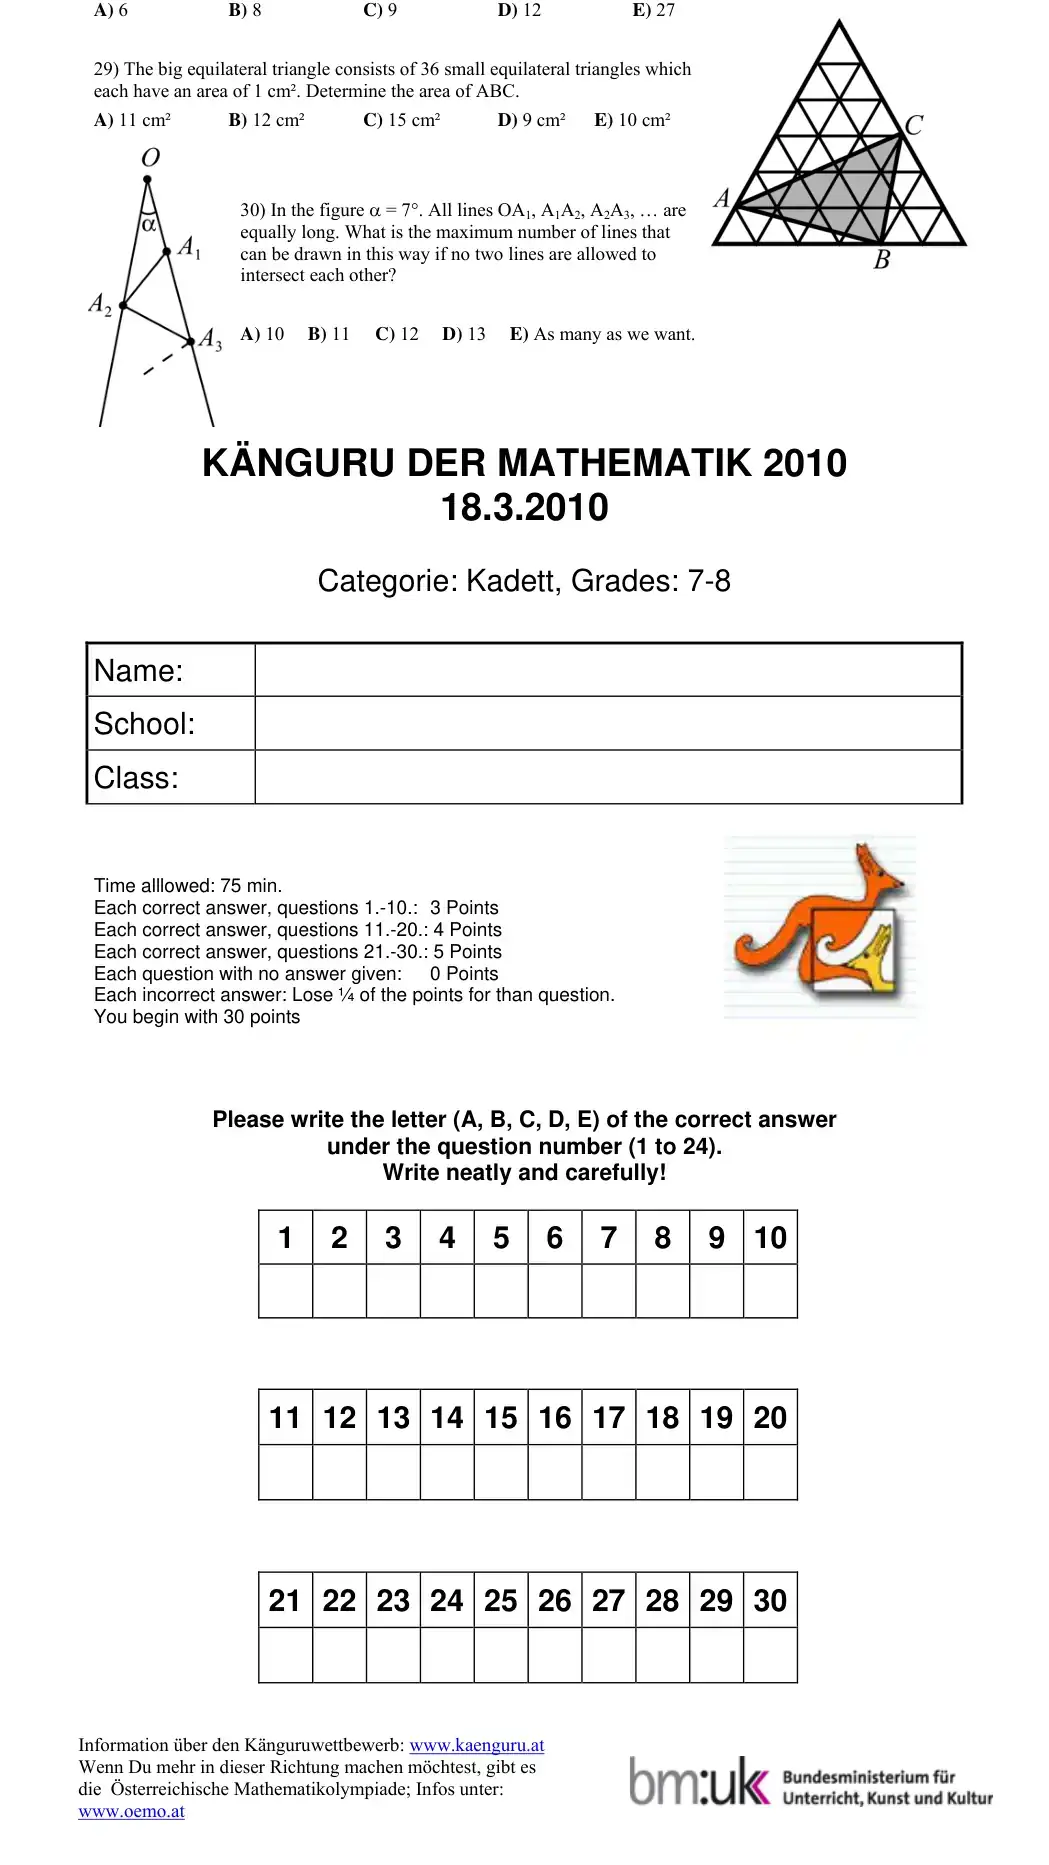 A) 6 B) 8 C) 9 D) 12 E) 27
29) The big equilateral triangle consists of 36 small equilateral triangles which
each have an area of 1 cm². Determine the area of ABC.
A) 11 cm² B) 12 cm² C) 15 cm² D) 9 cm² E) 10 cm²
C
A
B
O
α
A₁
A₂
A₃
30) In the figure α = 7°. All lines OA₁, A₁A₂, A₂A₃, … are
equally long. What is the maximum number of lines that
can be drawn in this way if no two lines are allowed to
intersect each other?
A) 10 B) 11 C) 12 D) 13 E) As many as we want.
KÄNGURU DER MATHEMATIK 2010
18.3.2010
Categorie: Kadett, Grades: 7-8
Name:
School:
Class:
Time alllowed: 75 min.
Each correct answer, questions 1.-10.: 3 Points
Each correct answer, questions 11.-20.: 4 Points
Each correct answer, questions 21.-30.: 5 Points
Each question with no answer given: 0 Points
Each incorrect answer: Lose ¼ of the points for than question.
You begin with 30 points
Please write the letter (A, B, C, D, E) of the correct answer
under the question number (1 to 24).
Write neatly and carefully!
1 2 3 4 5 6 7 8 9 10
11 12 13 14 15 16 17 18 19 20
21 22 23 24 25 26 27 28 29 30
Information über den Känguruwettbewerb: www.kaenguru.at
Wenn Du mehr in dieser Richtung machen möchtest, gibt es
die Österreichische Mathematikolympiade; Infos unter:
www.oemo.at
bm:uk Bundesministerium für
Unterricht, Kunst und Kultur